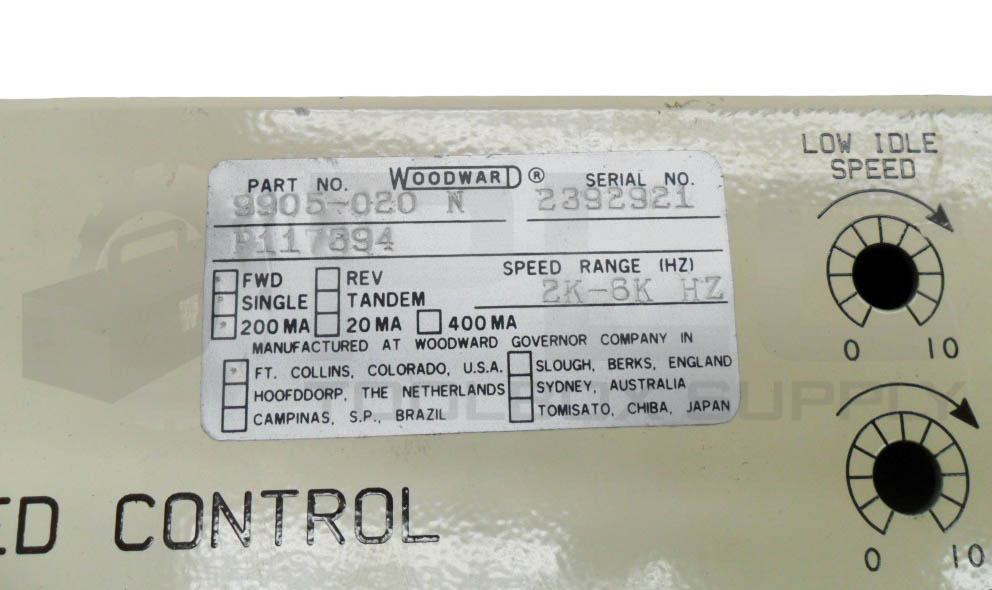 LOW IDLE
SPEED
0 10
0 10
PART NO. WOODWARD® SERIAL NO.
9905-020 N 2392921
P117894
FWD REV SPEED RANGE (HZ)
SINGLE TANDEM 2K-6K HZ
200 MA 20 MA 400 MA
MANUFACTURED AT WOODWARD GOVERNOR COMPANY IN
FT. COLLINS, COLORADO, U.S.A. SLOUGH, BERKS, ENGLAND
HOOFDDORP, THE NETHERLANDS SYDNEY, AUSTRALIA
CAMPINAS, S.P., BRAZIL TOMISATO, CHIBA, JAPAN
TOOLBOX SUPPLY
ED CONTROL